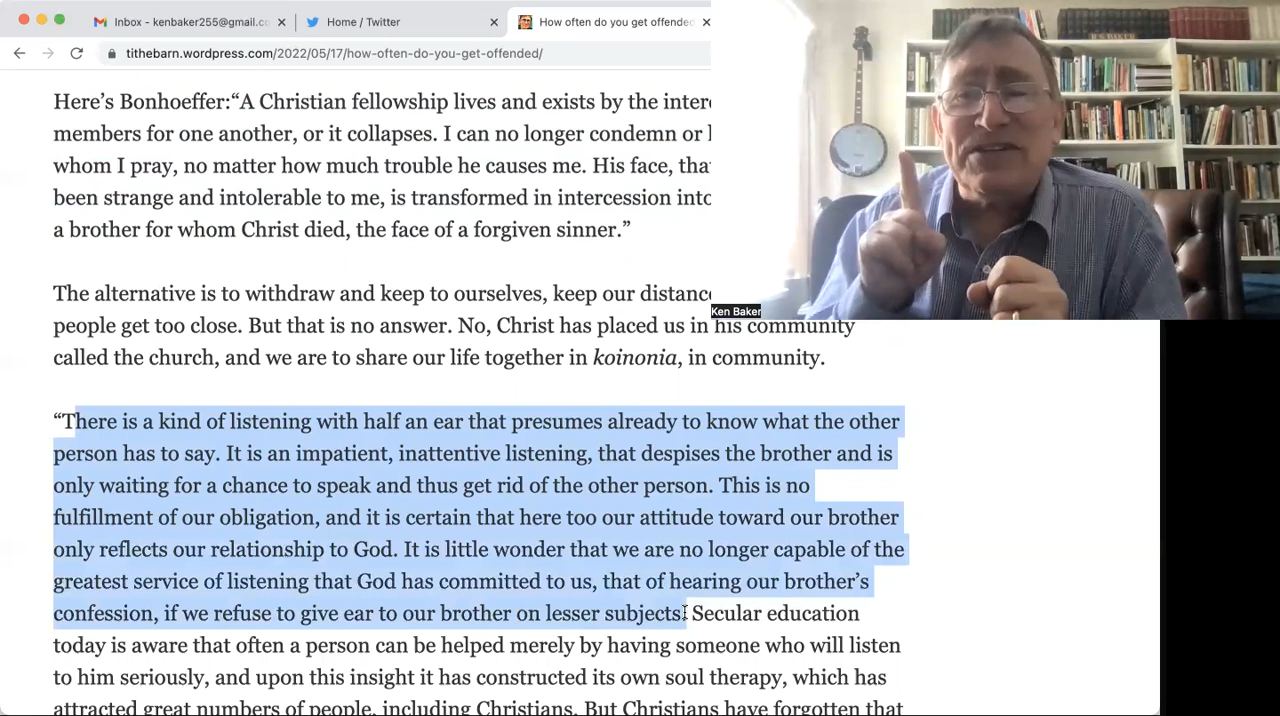 Inbox - kenbaker255@gmail.co
Home / Twitter
How often do you get offended
tithebarn.wordpress.com/2022/05/17/how-often-do-you-get-offended/
Here's Bonhoeffer:“A Christian fellowship lives and exists by the
members for one another, or it collapses. I can no longer condemn or
whom I pray, no matter how much trouble he causes me. His face,
been strange and intolerable to me, is transformed in intercession
a brother for whom Christ died, the face of a forgiven sinner.”
Ken Baker
The alternative is to withdraw and keep to ourselves, keep our
people get too close. But that is no answer. No, Christ has placed us in his community
called the church, and we are to share our life together in koinonia, in community.
“There is a kind of listening with half an ear that presumes already to know what the other
person has to say. It is an impatient, inattentive listening, that despises the brother and is
only waiting for a chance to speak and thus get rid of the other person. This is no
fulfillment of our obligation, and it is certain that here too our attitude toward our brother
only reflects our relationship to God. It is little wonder that we are no longer capable of the
greatest service of listening that God has committed to us, that of hearing our brother's
confession, if we refuse to give ear to our brother on lesser subjects. Secular education
today is aware that often a person can be helped merely by having someone who will listen
to him seriously, and upon this insight it has constructed its own soul therapy, which has
attracted great numbers of people, including Christians. But Christians have forgotten that